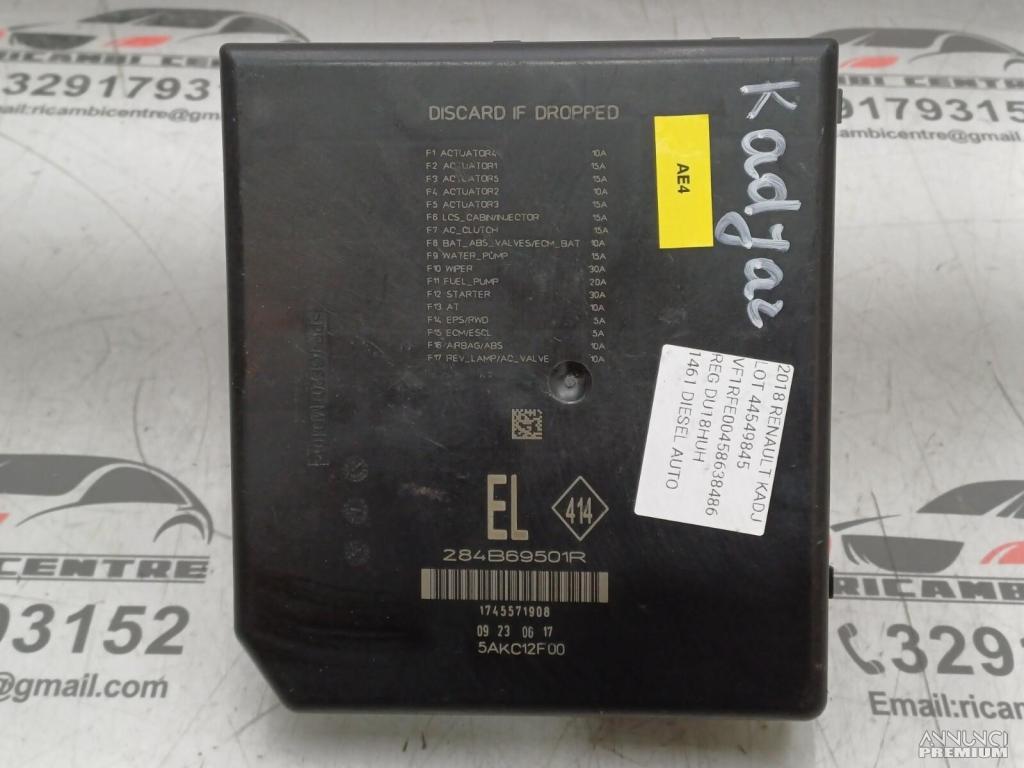 RICAMBI CENTRE
3291793152
Email:ricambicentre@gmail.com
DISCARD IF DROPPED
F1 ACTUATOR4 10A
F2 ACTUATOR1 15A
F3 ACTUATOR5 15A
F4 ACTUATOR2 10A
F5 ACTUATOR3 15A
F6 LCS_CABIN/INJECTOR 15A
F7 AC_CLUTCH 15A
F8 BAT_ABS_VALVES/ECM_BAT 10A
F9 WATER_PUMP 15A
F10 WIPER 30A
F11 FUEL_PUMP 20A
F12 STARTER 30A
F13 AT 10A
F14 EPS/RWD 5A
F15 ECM/ESCL 5A
F16 AIRBAG/ABS 10A
F17 REV_LAMP/AC_VALVE 10A
AE4
Kadjar
2018 RENAULT KADJ
LOT 44549845
VF1RFE00458638486
REG DU18HUH
1461 DIESEL AUTO
EL
414
284B69501R
1745571908
09 23 06 17
5AKC12F00
ANNUNCI
PREMIUM